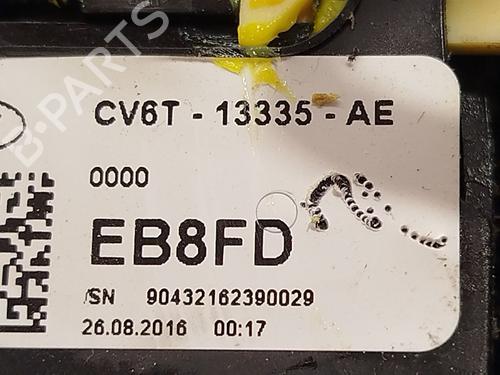 B-PARTS
CV6T - 13335 - AE
0000
EB8FD
/SN 90432162390029
26.08.2016 00:17